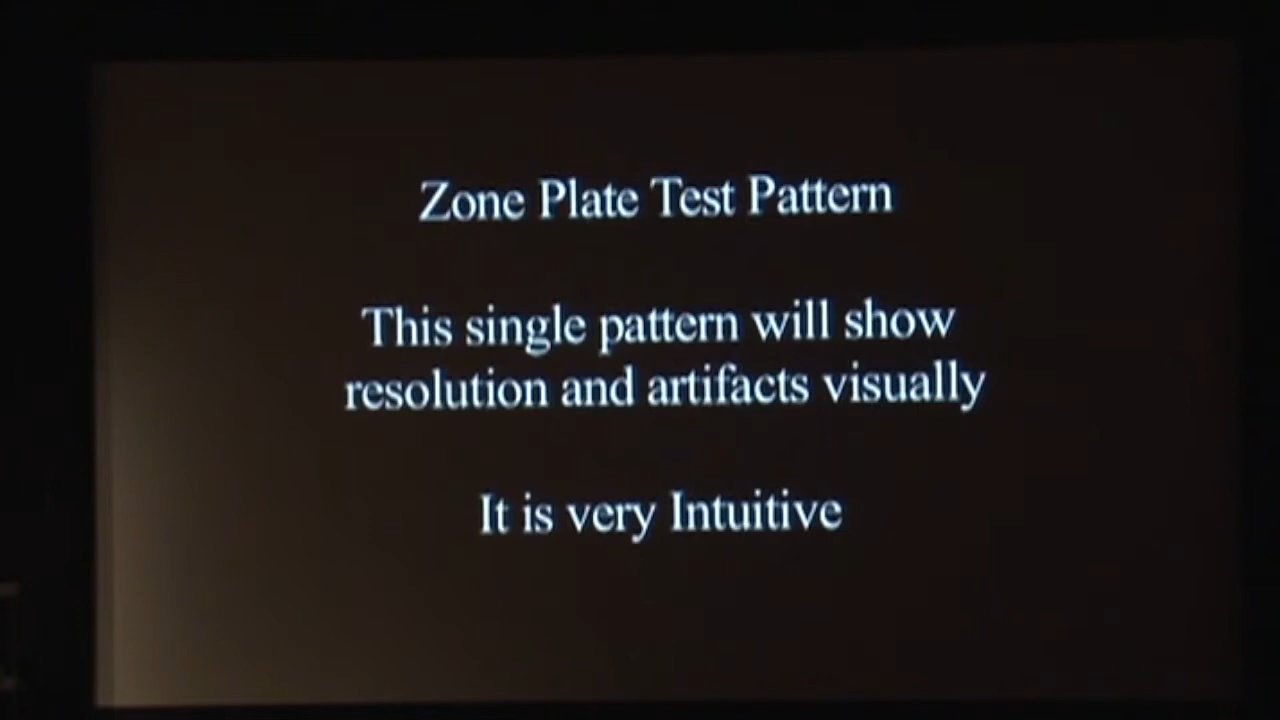 Zone Plate Test Pattern
This single pattern will show
resolution and artifacts visually
It is very Intuitive